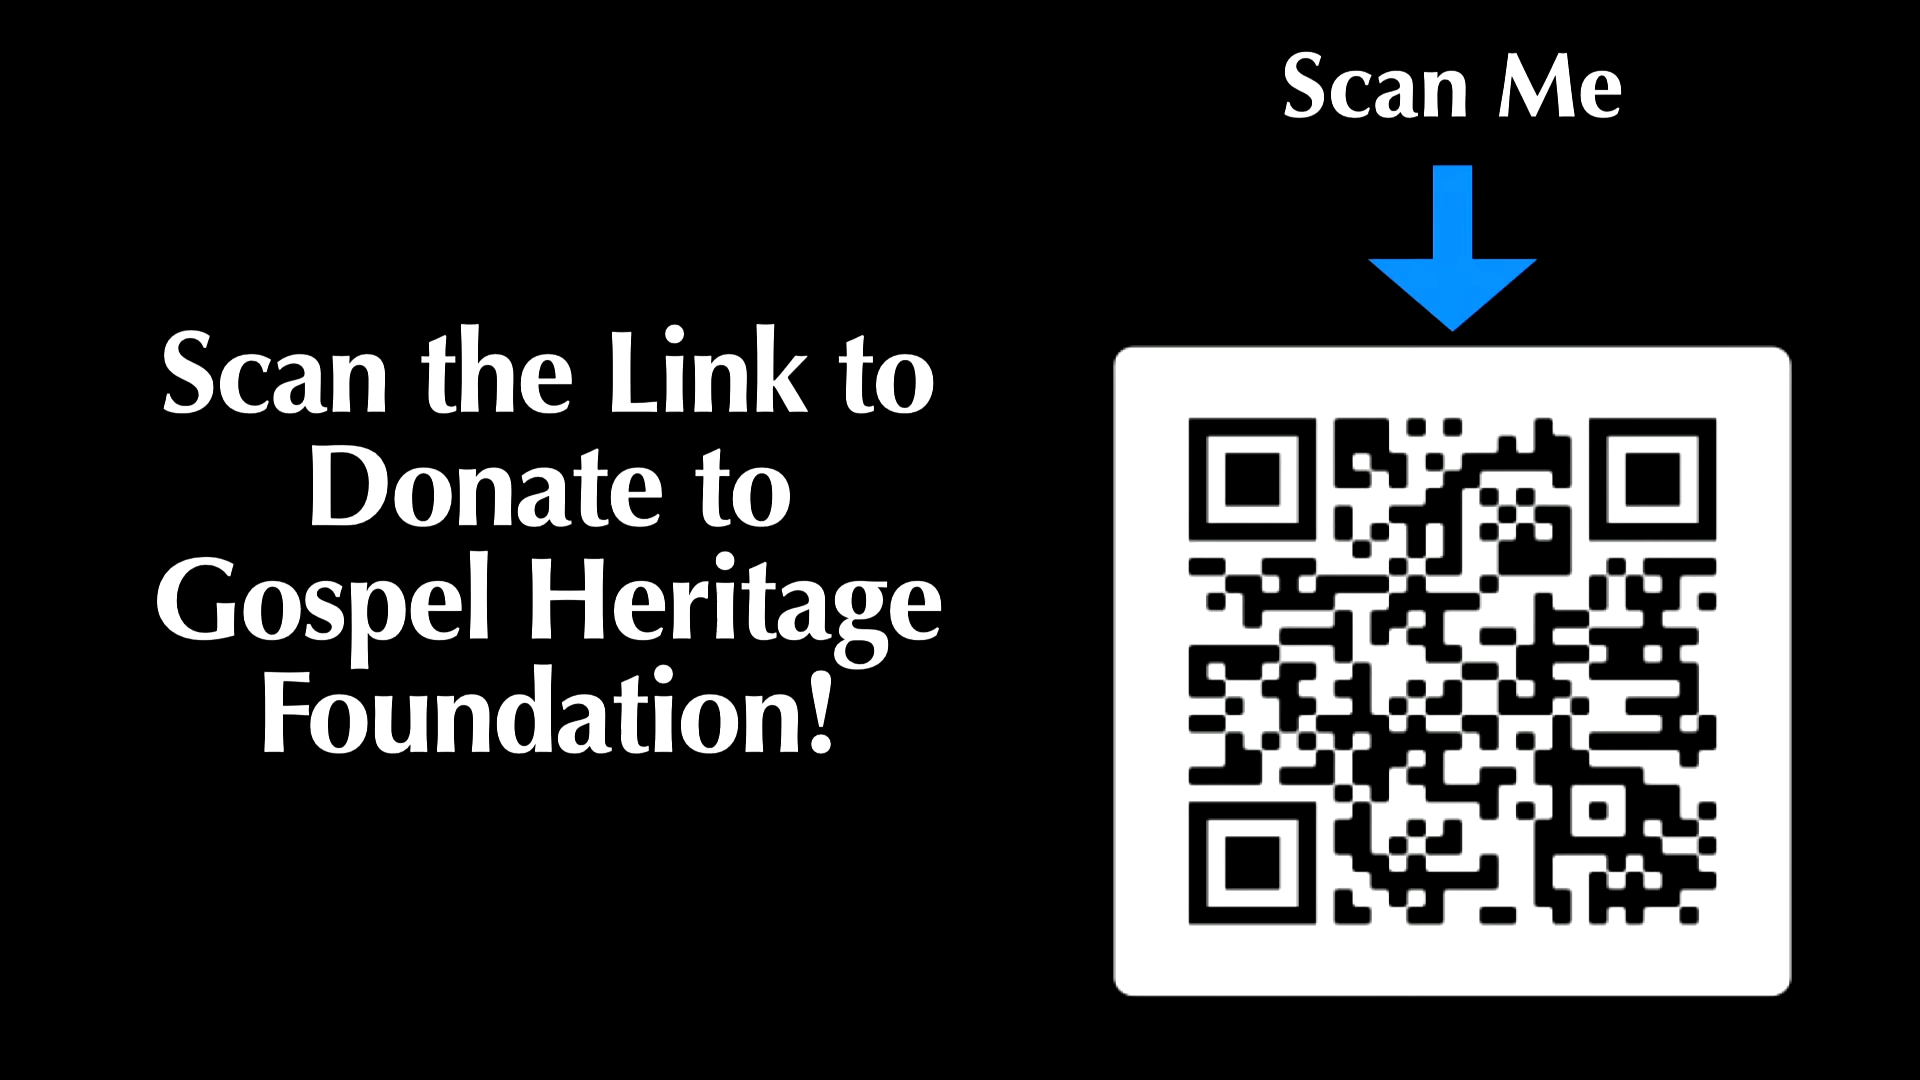 Scan Me
Scan the Link to
Donate to
Gospel Heritage
Foundation!